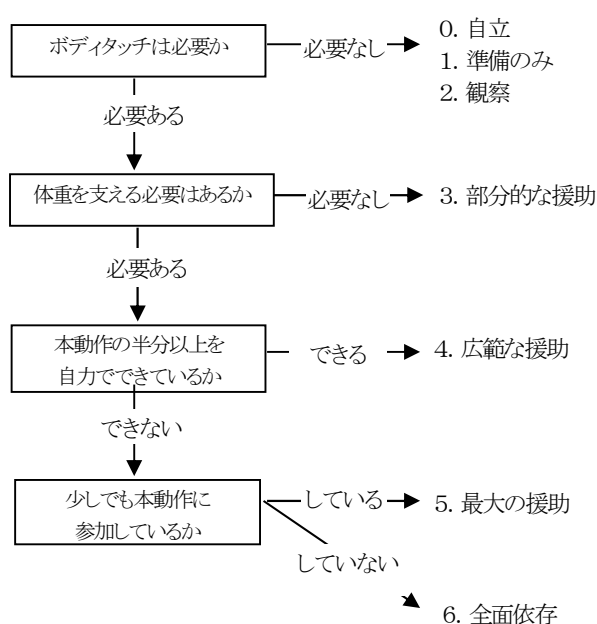 ボディタッチは必要か
必要なし
0. 自立
1. 準備のみ
2. 観察
必要ある
体重を支える必要はあるか
必要なし
3. 部分的な援助
必要ある
本動作の半分以上を
自力でできているか
できる
4. 広範な援助
できない
少しでも本動作に
参加しているか
している
5. 最大の援助
していない
6. 全面依存